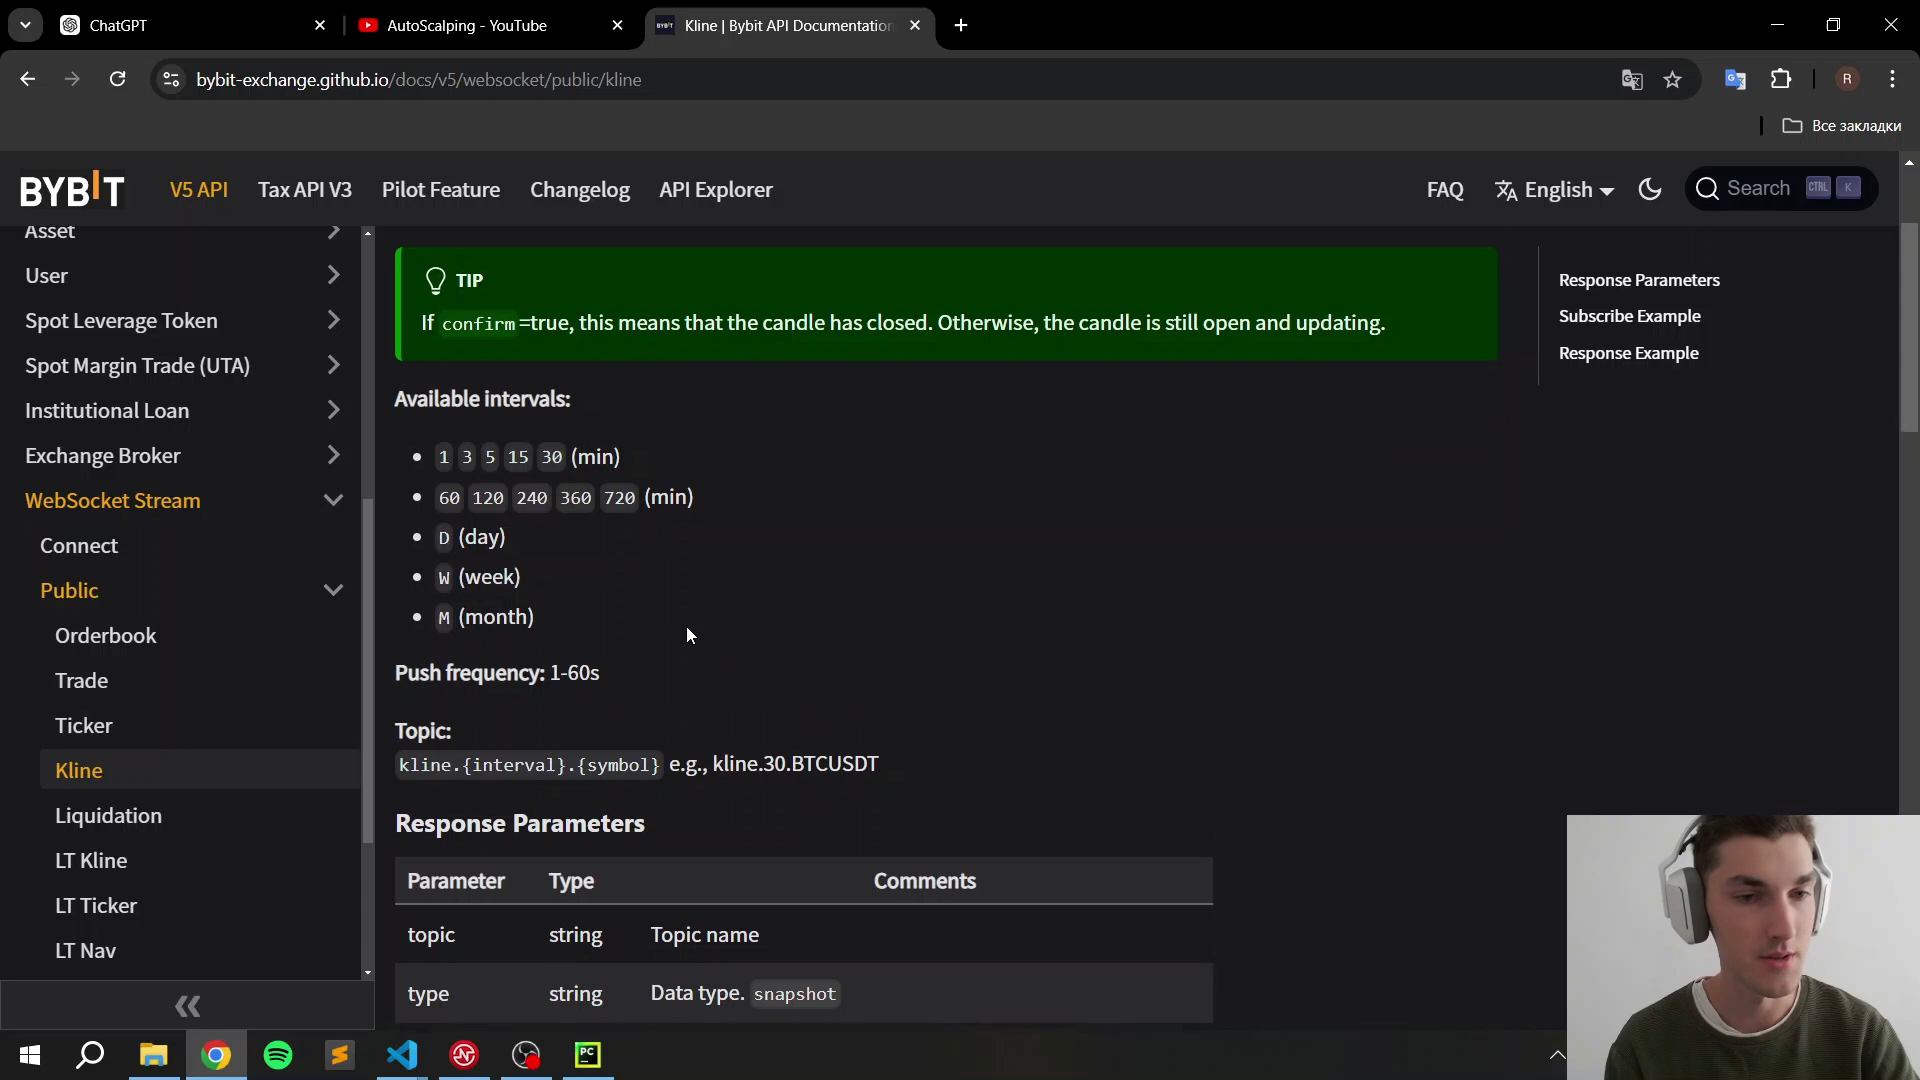 ChatGPT
AutoScalping - YouTube
Kline | Bybit API Documentation
bybit-exchange.github.io/docs/v5/websocket/public/kline
R
Все закладки
BYBIT
V5 API
Tax API V3
Pilot Feature
Changelog
API Explorer
FAQ
English
Search
CTRL K
Asset
User
Spot Leverage Token
Spot Margin Trade (UTA)
Institutional Loan
Exchange Broker
WebSocket Stream
Connect
Public
Orderbook
Trade
Ticker
Kline
Liquidation
LT Kline
LT Ticker
LT Nav
TIP
If confirm=true, this means that the candle has closed. Otherwise, the candle is still open and updating.
Available intervals:
1 3 5 15 30 (min)
60 120 240 360 720 (min)
D (day)
W (week)
M (month)
Push frequency: 1-60s
Topic:
kline.{interval}.{symbol} e.g., kline.30.BTCUSDT
Response Parameters
Parameter Type Comments
topic string Topic name
type string Data type. snapshot
Response Parameters
Subscribe Example
Response Example
PC